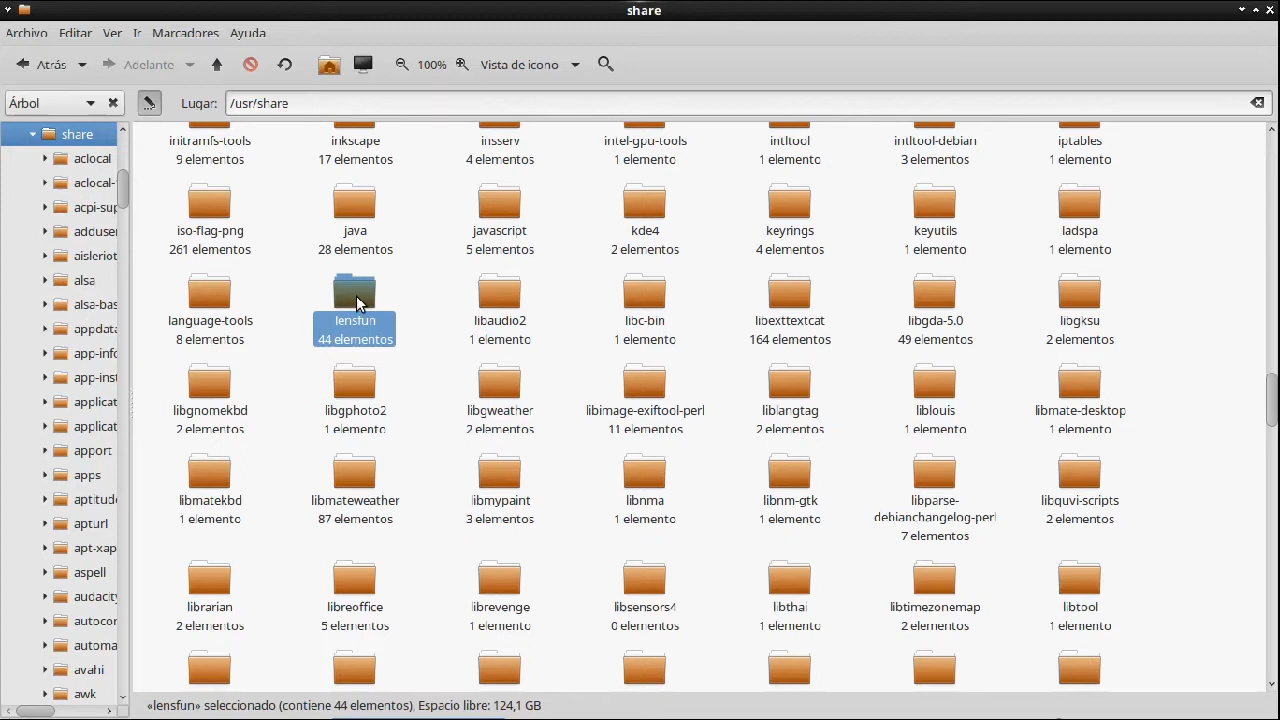 share
Archivo Editar Ver Ir Marcadores Ayuda
Atrás Adelante 100% Vista de icono
Árbol Lugar: /usr/share
share
aclocal
aclocal-
acpi-sup
adduse
aisleriot
alsa
alsa-bas
appdata
app-info
app-inst
applicat
applicat
apport
apps
aptitude
apturl
apt-xap
aspell
audacity
autocor
automa
avahi
awk
initramfs-tools inkscape insserv intel-gpu-tools intltool intltool-debian iptables
9 elementos 17 elementos 4 elementos 1 elemento 1 elemento 3 elementos 1 elemento
iso-flag-png java javascript kde4 keyrings keyutils ladspa
261 elementos 28 elementos 5 elementos 2 elementos 4 elementos 1 elemento 1 elemento
language-tools lensfun libaudio2 libc-bin libexttextcat libgda-5.0 libgksu
8 elementos 44 elementos 1 elemento 1 elemento 164 elementos 49 elementos 2 elementos
libgnomekbd libgphoto2 libgweather libimage-exiftool-perl liblangtag liblouis libmate-desktop
2 elementos 1 elemento 2 elementos 11 elementos 2 elementos 1 elemento 1 elemento
libmatekbd libmateweather libmypaint libnma libnm-gtk libparse-debianchangelog-perl libquvi-scripts
1 elemento 87 elementos 3 elementos 1 elemento 1 elemento 7 elementos 2 elementos
librarian libreoffice librevenge libsensors4 libthai libtimezonemap libtool
2 elementos 5 elementos 1 elemento 0 elementos 1 elemento 2 elementos 1 elemento
«lensfun» seleccionado (contiene 44 elementos), Espacio libre: 124,1 GB